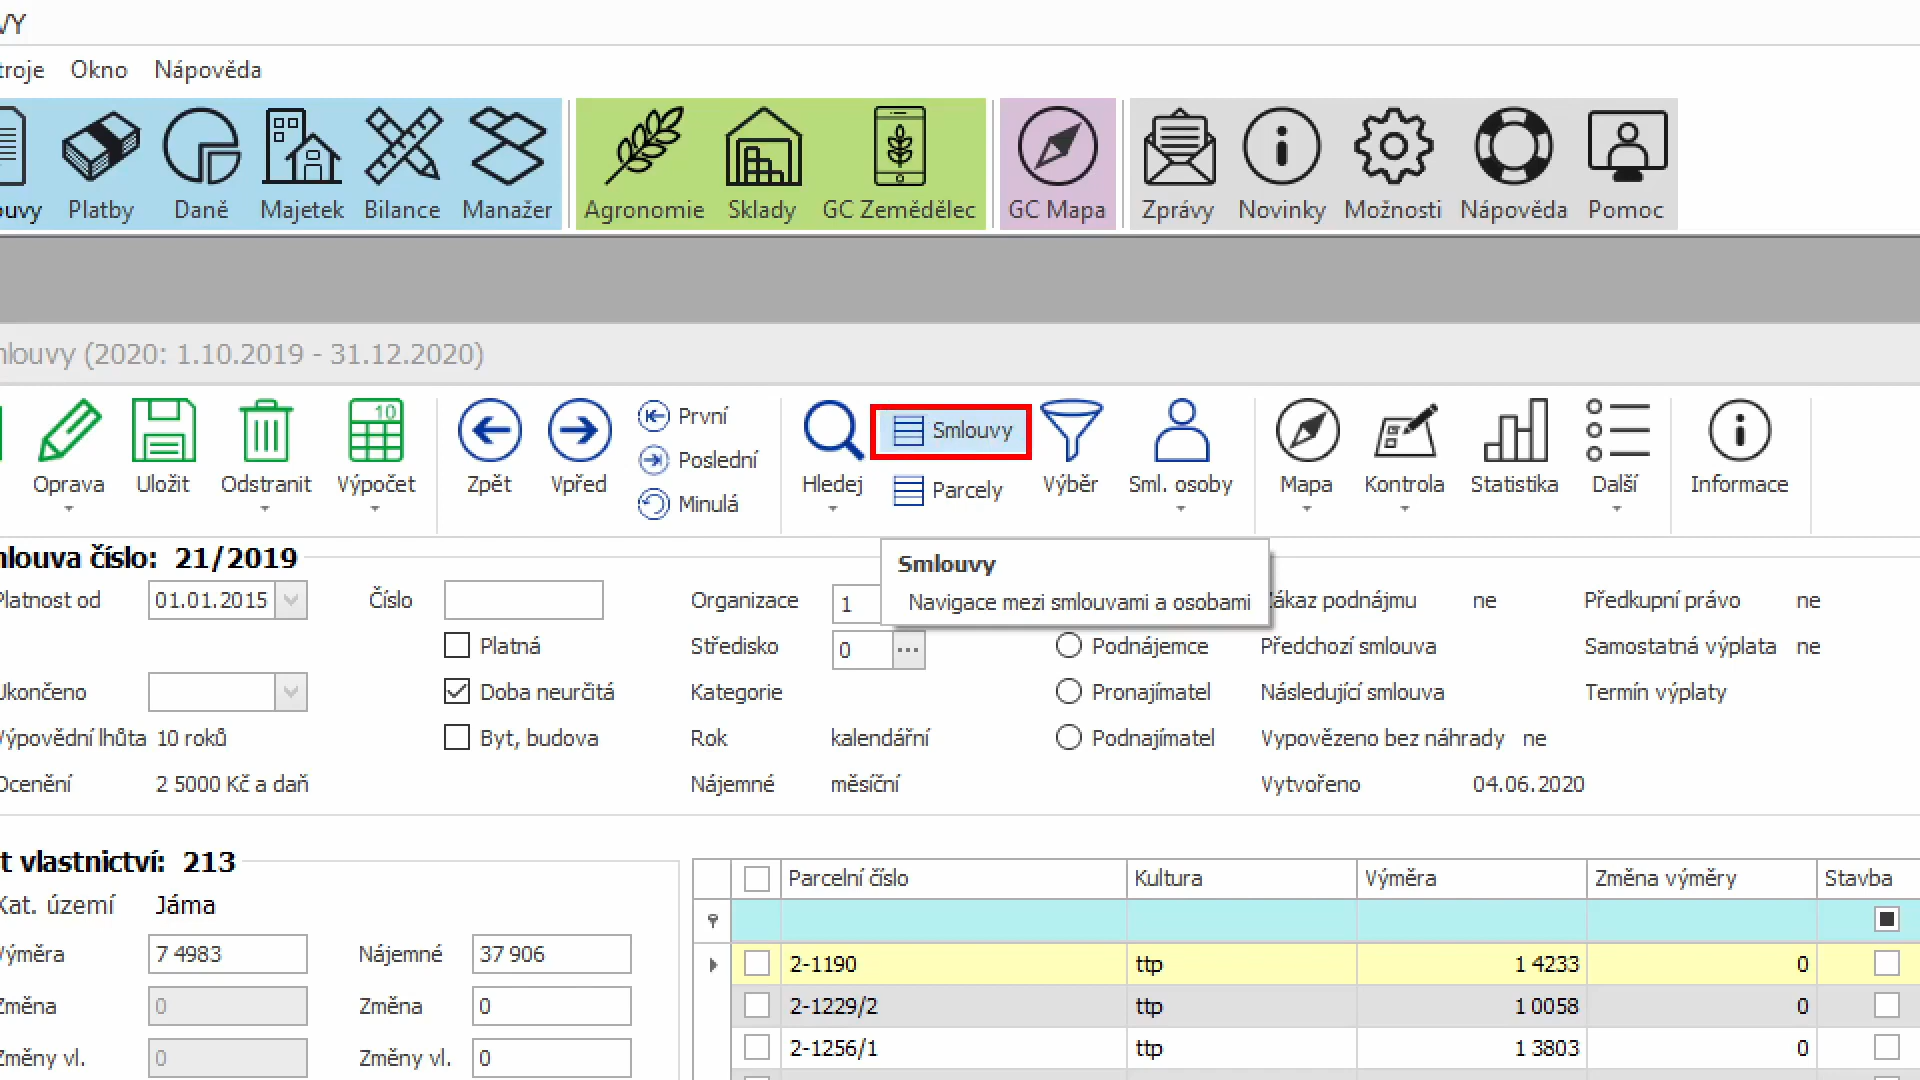 VY
troje Okno Nápověda
ouvy Platby Daně Majetek Bilance Manažer Agronomie Sklady GC Zemědělec GC Mapa Zprávy Novinky Možnosti Nápověda Pomoc
nlouvy (2020: 1.10.2019 - 31.12.2020)
První
Smlouvy
Poslední
Oprava Uložit Odstranit Výpočet Zpět Vpřed Hledej Parcely Výběr Sml. osoby Mapa Kontrola Statistika Další Informace
10
Minulá
nlouva číslo: 21/2019
Smlouvy
Platnost od 01.01.2015 Číslo Organizace 1 Navigace mezi smlouvami a osobami zákaz podnájmu ne Předkupní právo ne
Platná Středisko 0 ... Podnájemce Předchozí smlouva Samostatná výplata ne
Ukončeno Doba neurčitá Kategorie Pronajímatel Následující smlouva Termín výplaty
Výpovědní lhůta 10 roků Byt, budova Rok kalendářní Podnajímatel Vypovězeno bez náhrady ne
Ocenění 2 5000 Kč a daň Nájemné měsíční Vytvořeno 04.06.2020
t vlastnictví: 213
Kat. území Jáma
Výměra 7 4983 Nájemné 37 906
Změna 0 Změna 0
Změny vl. 0 Změny vl. 0
Parcelní číslo Kultura Výměra Změna výměry Stavba
2-1190 ttp 1 4233 0
2-1229/2 ttp 1 0058 0
2-1256/1 ttp 1 3803 0